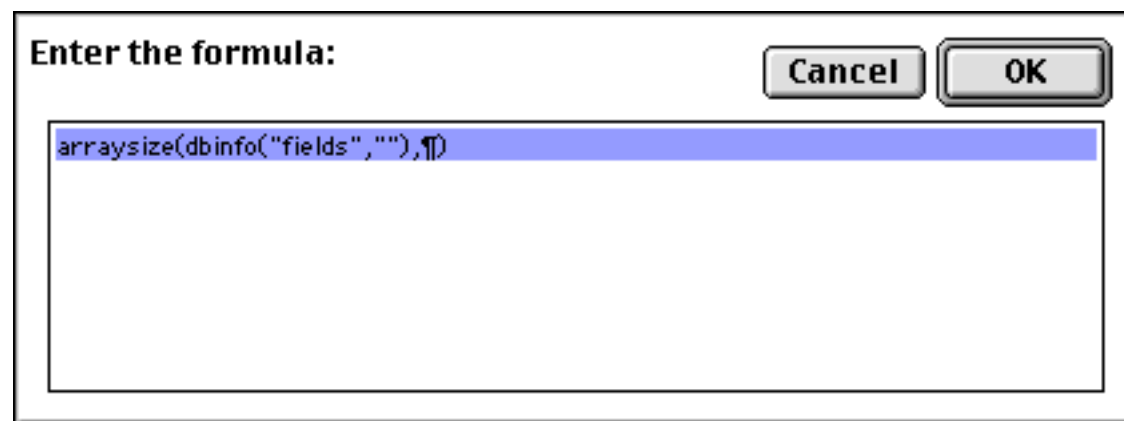 Enter the formula:
Cancel
OK
arraysize(dbinfo("fields",""),¶)